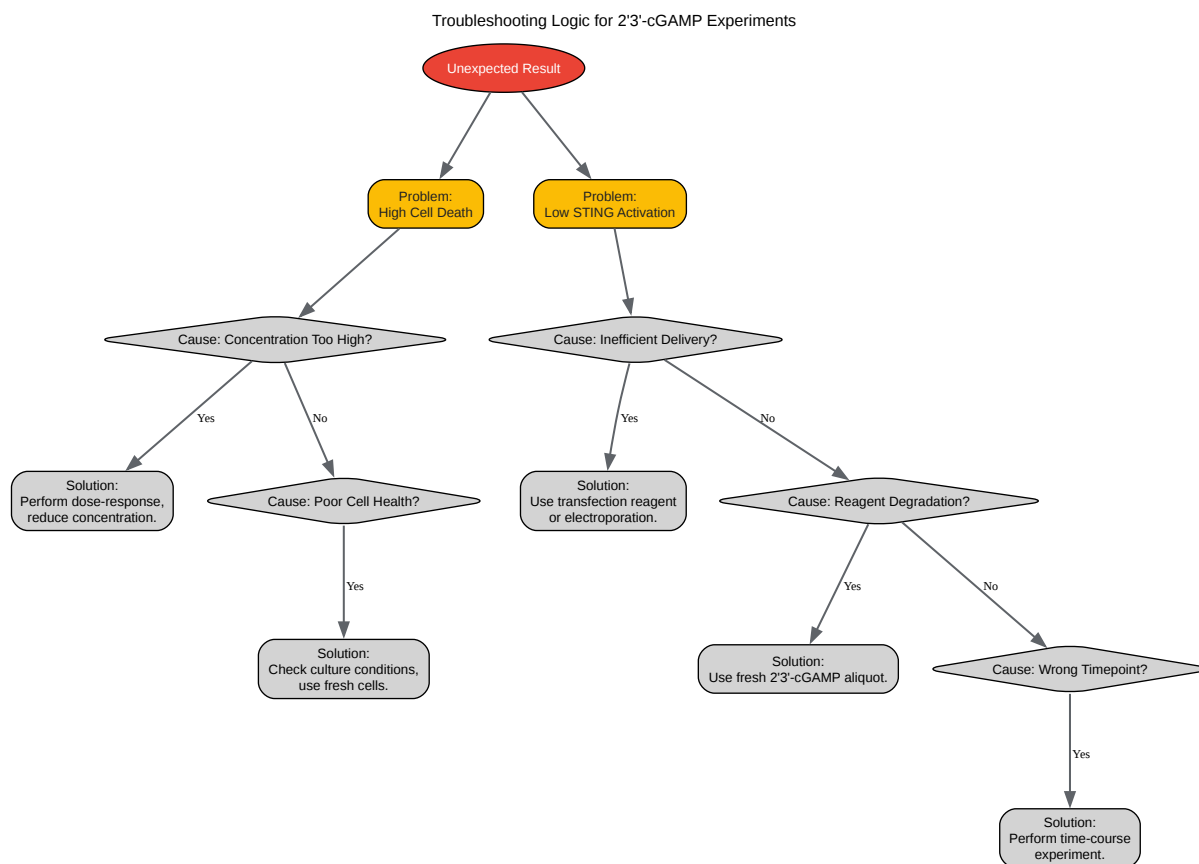 Troubleshooting Logic for 2'3'-cGAMP Experiments
Unexpected Result
Problem:
High Cell Death
Problem:
Low STING Activation
Cause: Concentration Too High?
Cause: Inefficient Delivery?
Yes
No
Yes
No
Solution:
Perform dose-response,
reduce concentration.
Cause: Poor Cell Health?
Solution:
Use transfection reagent
or electroporation.
Cause: Reagent Degradation?
Yes
Yes
No
Solution:
Check culture conditions,
use fresh cells.
Solution:
Use fresh 2'3'-cGAMP aliquot.
Cause: Wrong Timepoint?
Yes
Solution:
Perform time-course
experiment.